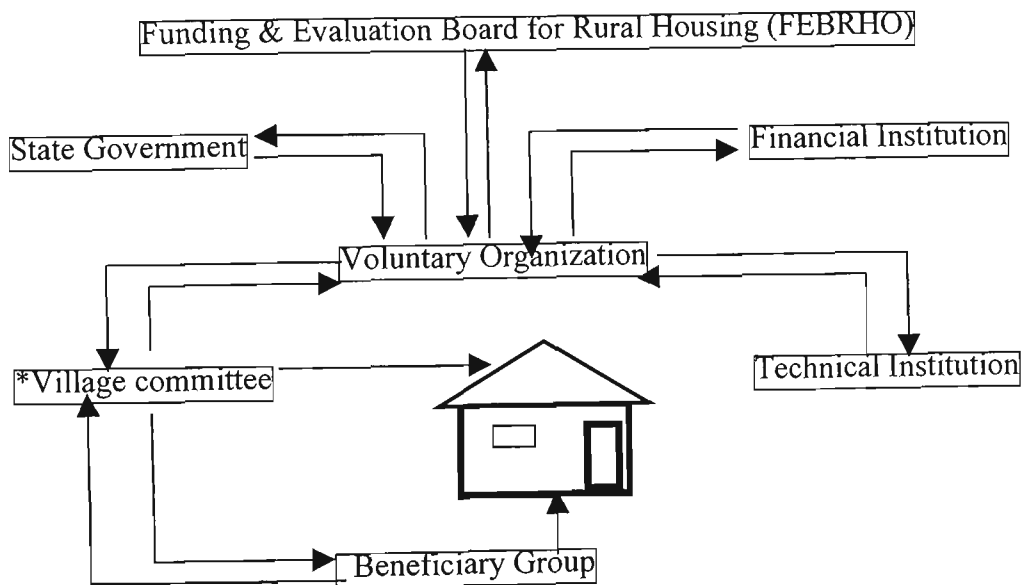 Funding & Evaluation Board for Rural Housing (FEBRHO)
State Government
Financial Institution
Voluntary Organization
*Village committee
Technical Institution
Beneficiary Group